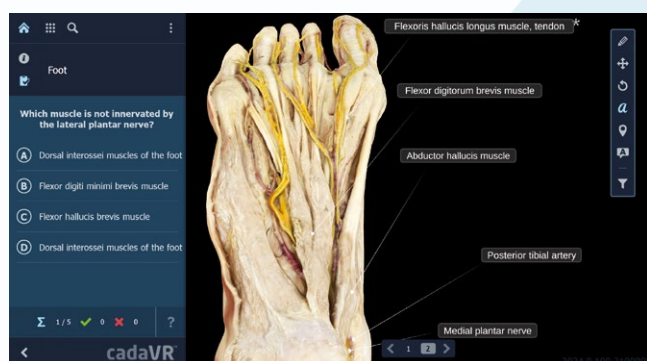 Foot
Which muscle is not innervated by
the lateral plantar nerve?
A Dorsal interossei muscles of the foot
B Flexor digiti minimi brevis muscle
C Flexor hallucis brevis muscle
D Dorsal interossei muscles of the foot
Σ 1/5 0 0 ?
cadaVR
Flexoris hallucis longus muscle, tendon *
Flexor digitorum brevis muscle
Abductor hallucis muscle
Posterior tibial artery
Medial plantar nerve
1 2
a
A